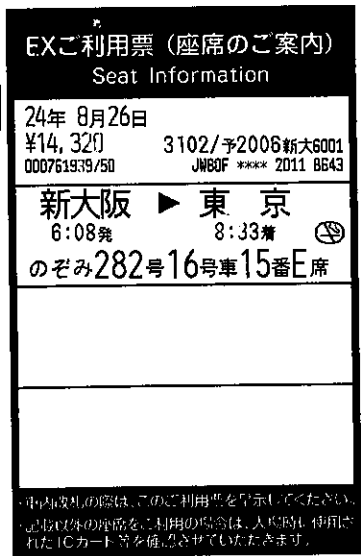 EXご利用票(座席のご案内)
Seat Information
24年 8月26日
¥14,320 3102/予2006新大6001
000761939/50 JW80F **** 2011 8643
新大阪 ▶ 東 京
6:08発 8:33着
のぞみ282号16号車15番E席
・車内改札の際は、このご利用票を呈示してください。
・記載以外の座席をご利用の場合は、入場時に使用さ
れたICカード等を確認させていただきます。